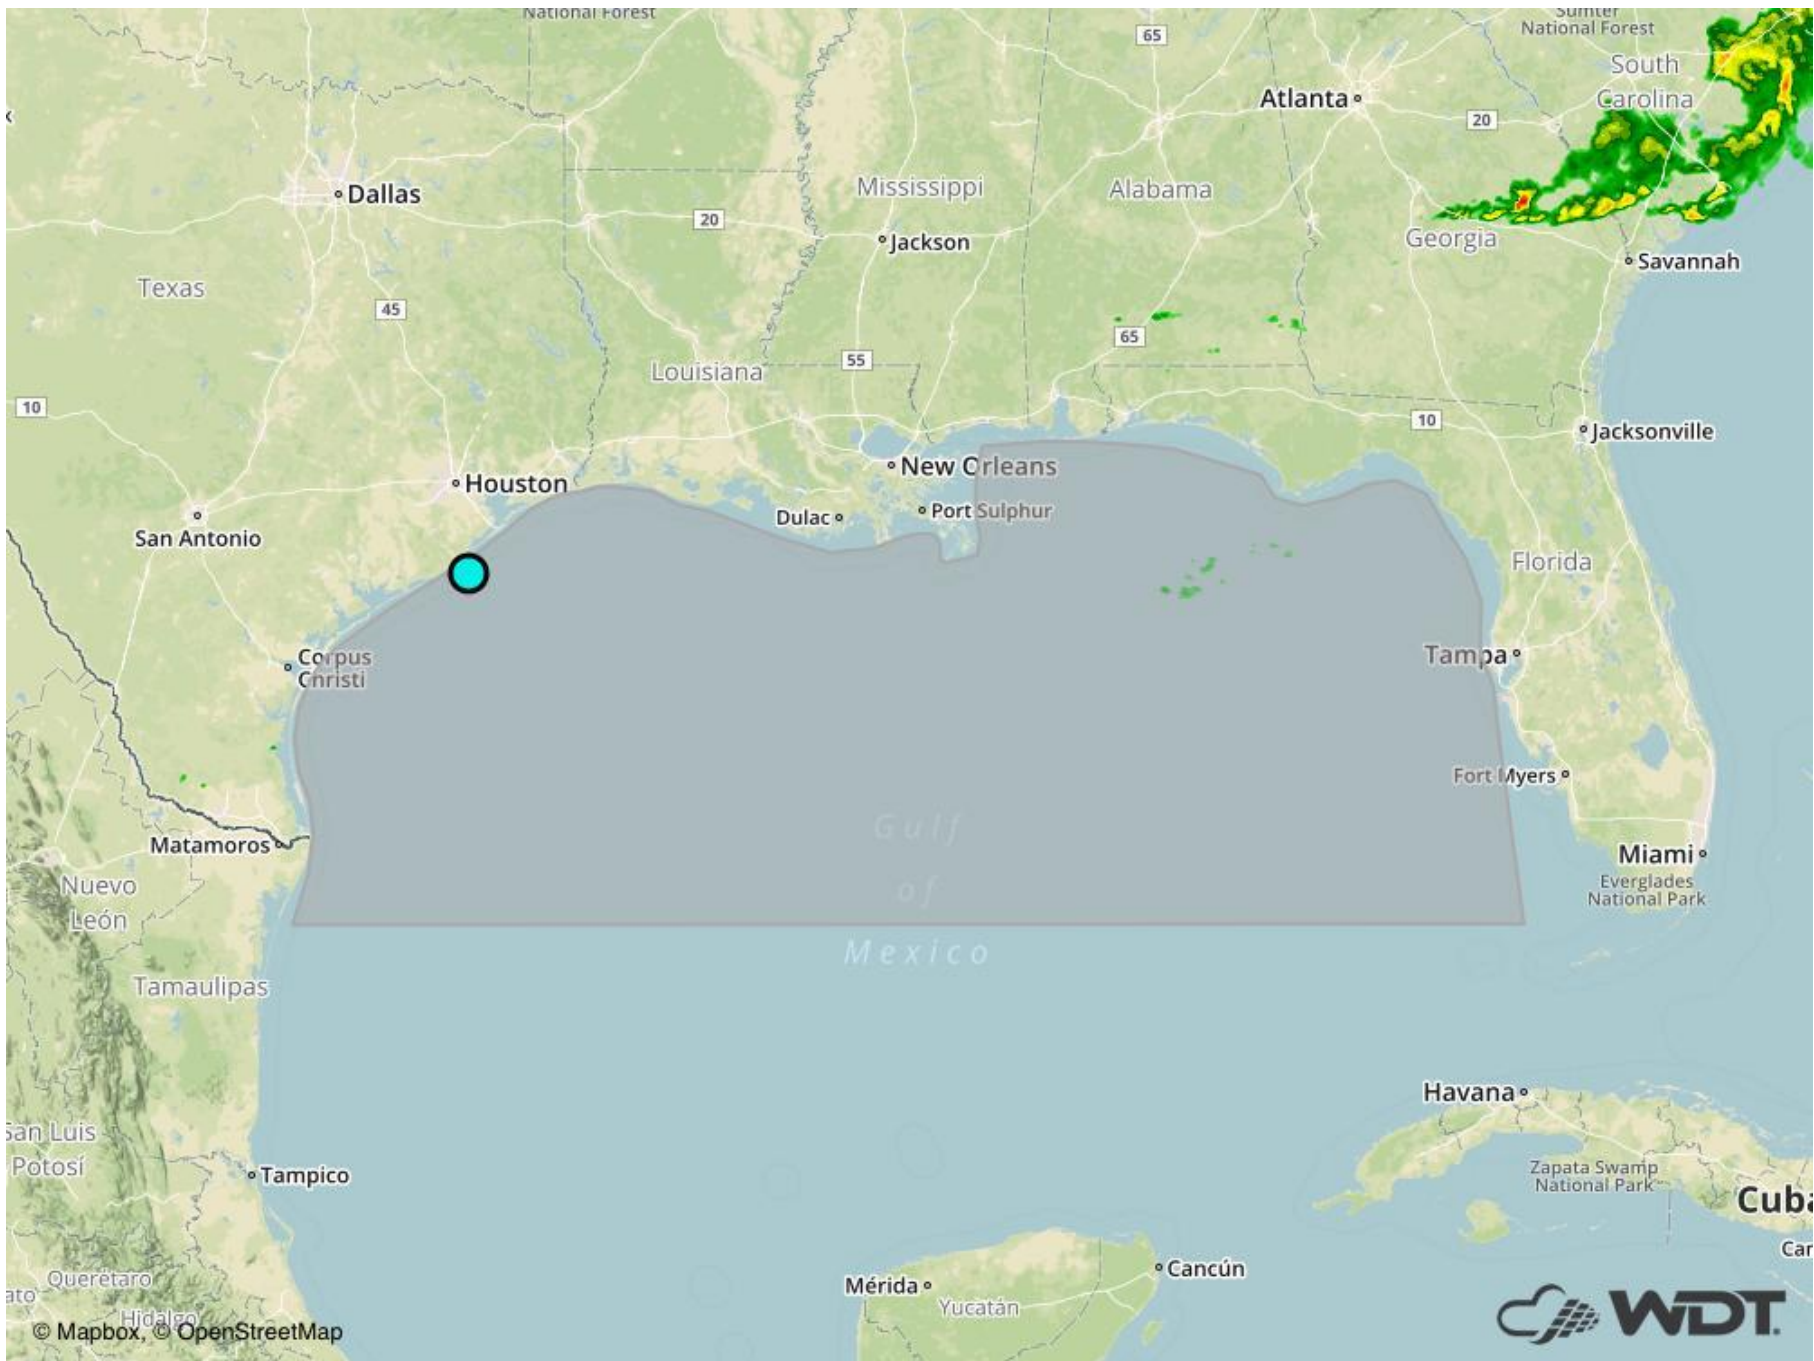 National Forest
65
Sumter
National Forest
South
Carolina
Atlanta
20
Dallas
Mississippi
Alabama
20
Jackson
Georgia
Savannah
Texas
45
65
Louisiana
55
10
10
Jacksonville
New Orleans
Houston
Dulac
Port Sulphur
San Antonio
Florida
Corpus
Christi
Tampa
Fort Myers
Gulf
of
Mexico
Matamoros
Miami
Everglades
National Park
Nuevo
León
Tamaulipas
Havana
San Luis
Potosí
Tampico
Zapata Swamp
National Park
Cuba
Cancún
Mérida
Yucatán
Querétaro
Hidalgo
© Mapbox, © OpenStreetMap
WDT